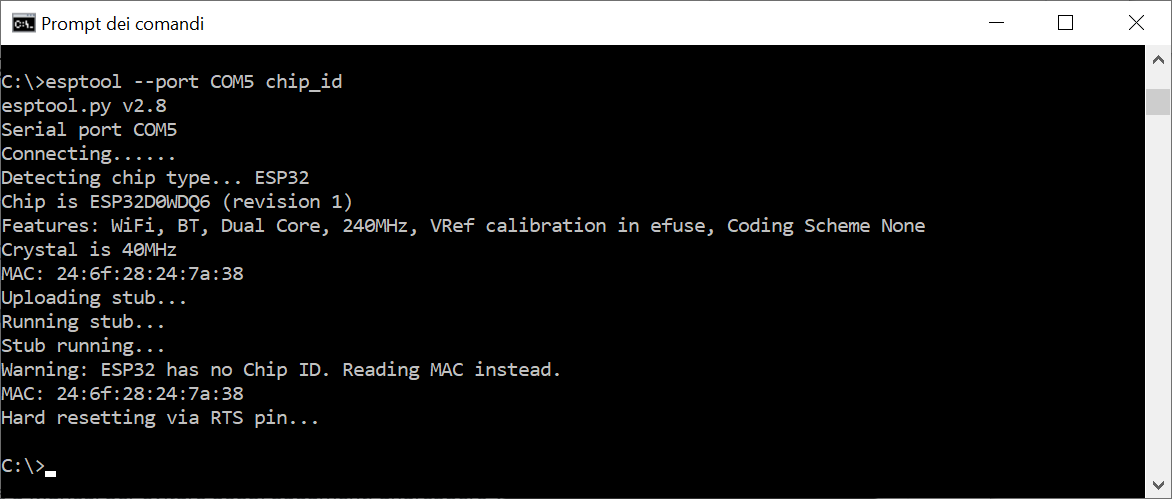 Prompt dei comandi
C:\>esptool --port COM5 chip_id
esptool.py v2.8
Serial port COM5
Connecting......
Detecting chip type... ESP32
Chip is ESP32D0WDQ6 (revision 1)
Features: WiFi, BT, Dual Core, 240MHz, VRef calibration in efuse, Coding Scheme None
Crystal is 40MHz
MAC: 24:6f:28:24:7a:38
Uploading stub...
Running stub...
Stub running...
Warning: ESP32 has no Chip ID. Reading MAC instead.
MAC: 24:6f:28:24:7a:38
Hard resetting via RTS pin...
C:\>